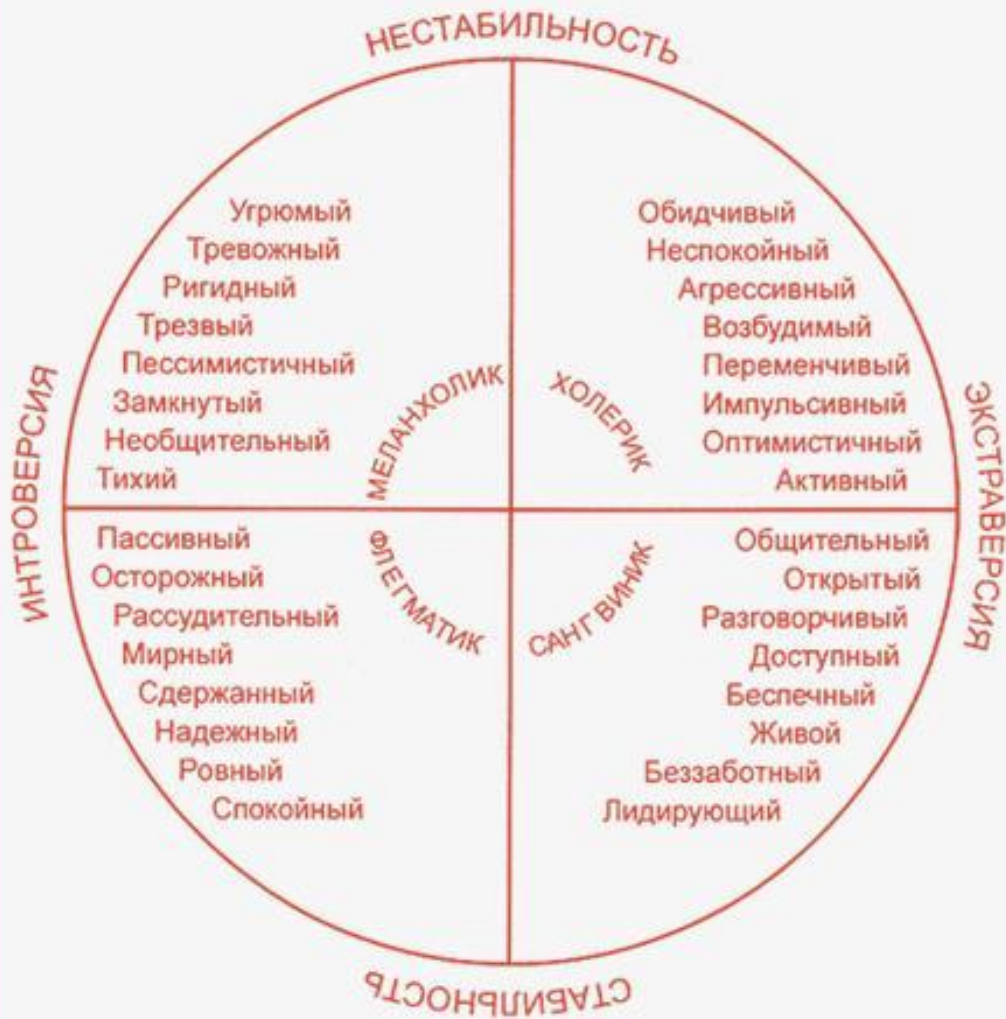 НЕСТАБИЛЬНОСТЬ
Угрюмый
Тревожный
Ригидный
Трезвый
Пессимистичный
Замкнутый
Необщительный
Тихий
МЕЛАНХОЛИК
Обидчивый
Неспокойный
Агрессивный
Возбудимый
Переменчивый
Импульсивный
Оптимистичный
Активный
ХОЛЕРИК
ИНТРОВЕРСИЯ
ЭКСТРАВЕРСИЯ
Пассивный
Осторожный
Рассудительный
Мирный
Сдержанный
Надежный
Ровный
Спокойный
ФЛЕГМАТИК
Общительный
Открытый
Разговорчивый
Доступный
Беспечный
Живой
Беззаботный
Лидирующий
САНГВИНИК
СТАБИЛЬНОСТЬ